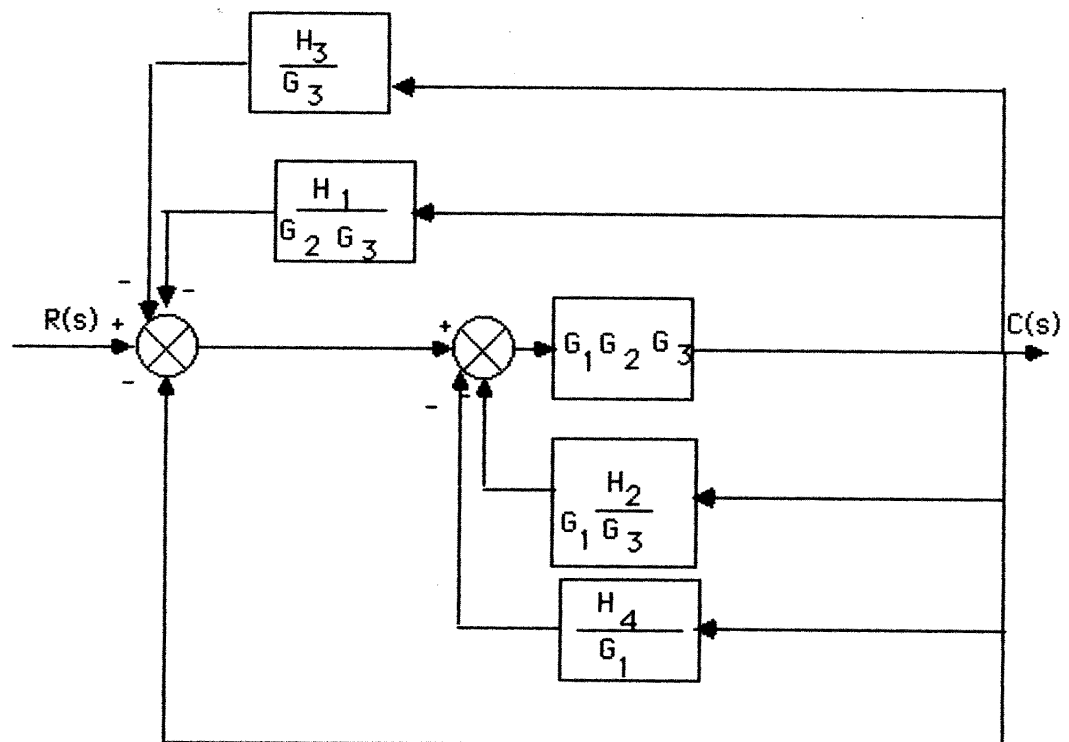 H3
G3
H1
G2 G3
-
-
R(s) +
-
+
G1 G2 G3
C(s)
-
-
H2
G1 G3
H4
G1